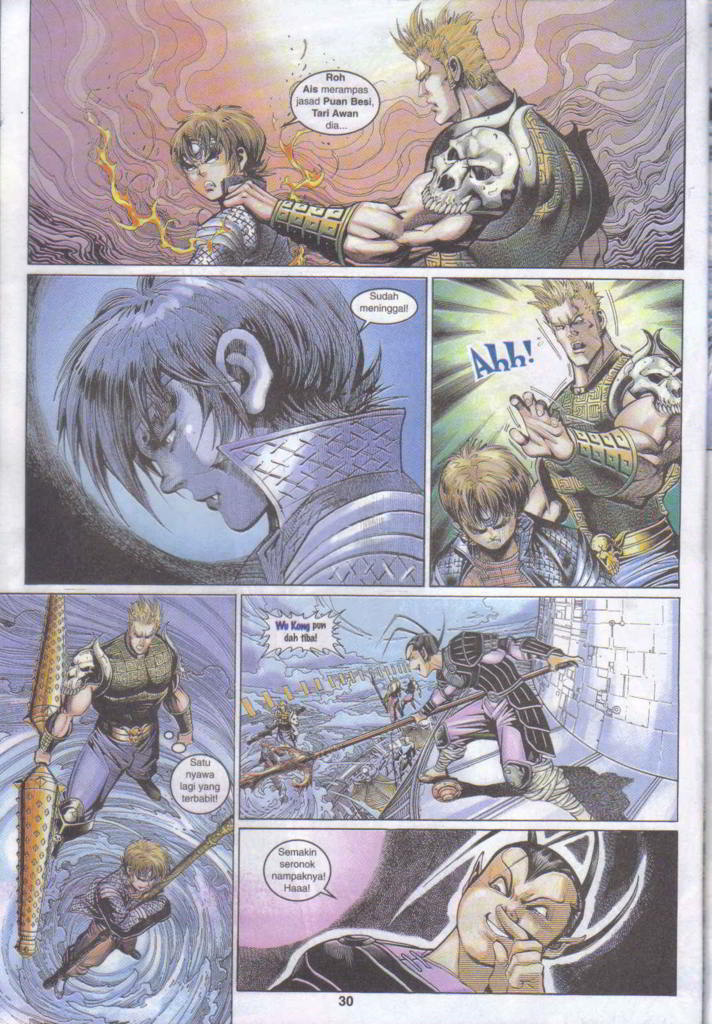 Roh
Ais merampas
jasad Puan Besi,
Tari Awan
dia...
Sudah
meninggal!
Ahh!
Satu
nyawa
lagi yang
terbabit!
Wu Kong pun
dah tiba!
Semakin
seronok
nampaknya!
Haaa!
30